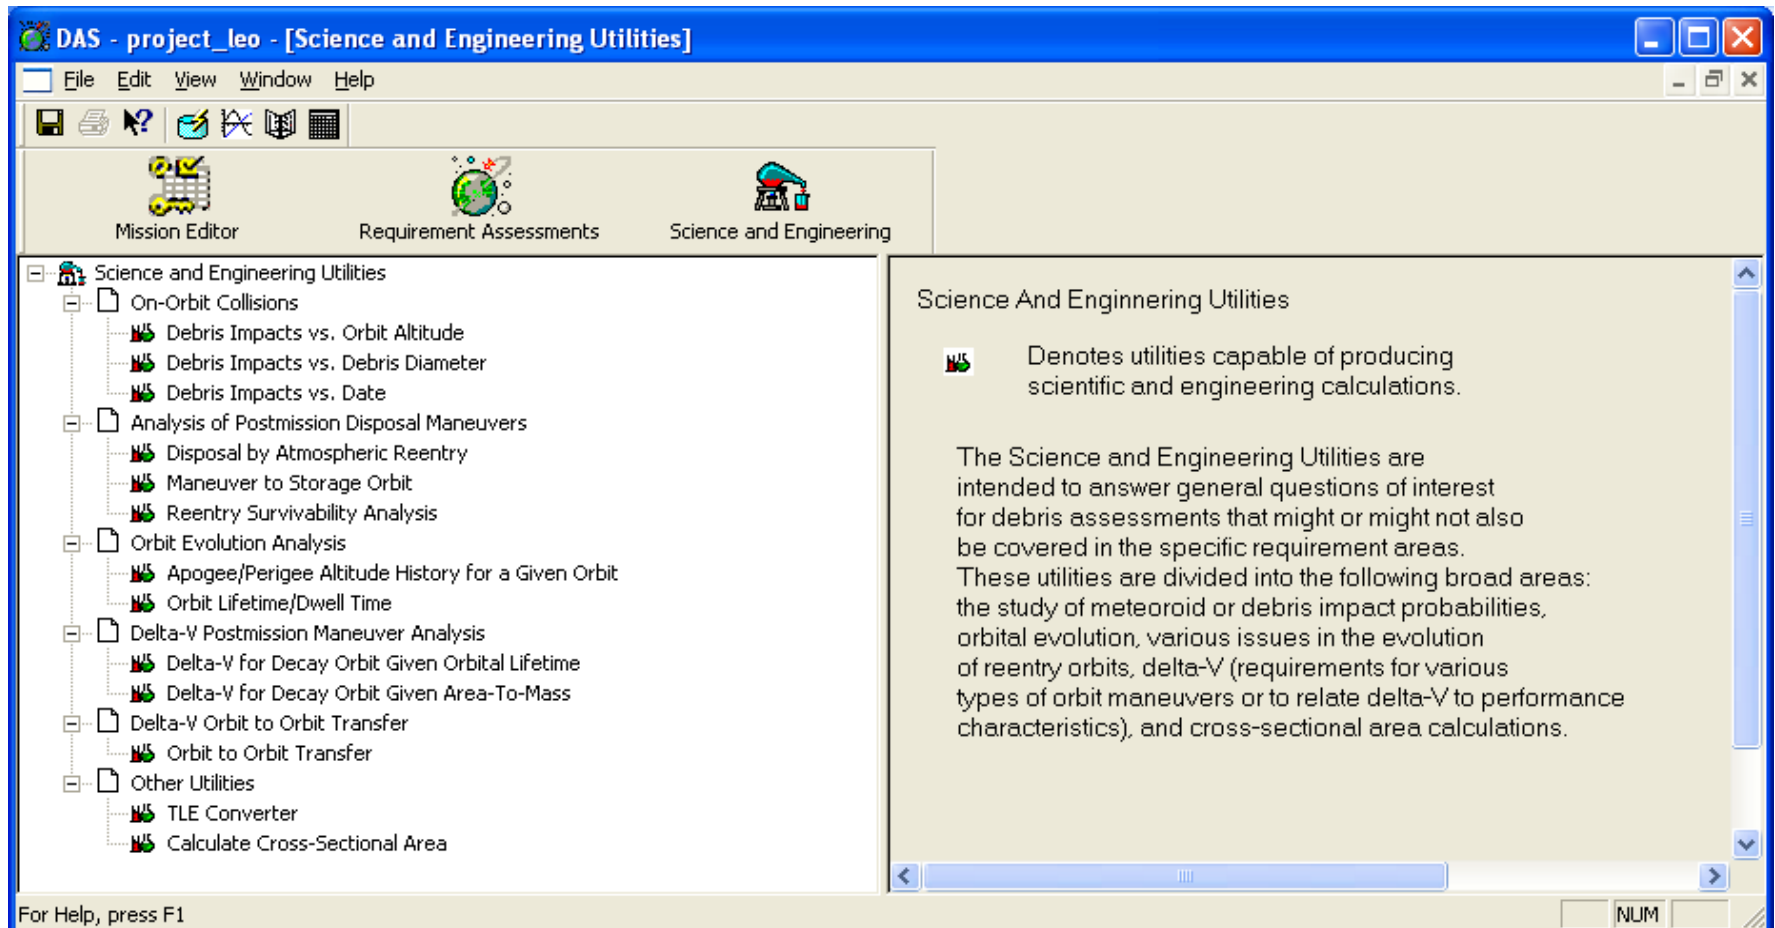 DAS - project_leo - [Science and Engineering Utilities]
File Edit View Window Help
Mission Editor Requirement Assessments Science and Engineering
Science and Engineering Utilities
On-Orbit Collisions
Debris Impacts vs. Orbit Altitude
Debris Impacts vs. Debris Diameter
Debris Impacts vs. Date
Analysis of Postmission Disposal Maneuvers
Disposal by Atmospheric Reentry
Maneuver to Storage Orbit
Reentry Survivability Analysis
Orbit Evolution Analysis
Apogee/Perigee Altitude History for a Given Orbit
Orbit Lifetime/Dwell Time
Delta-V Postmission Maneuver Analysis
Delta-V for Decay Orbit Given Orbital Lifetime
Delta-V for Decay Orbit Given Area-To-Mass
Delta-V Orbit to Orbit Transfer
Orbit to Orbit Transfer
Other Utilities
TLE Converter
Calculate Cross-Sectional Area
Science And Enginnering Utilities
Denotes utilities capable of producing
scientific and engineering calculations.
The Science and Engineering Utilities are
intended to answer general questions of interest
for debris assessments that might or might not also
be covered in the specific requirement areas.
These utilities are divided into the following broad areas:
the study of meteoroid or debris impact probabilities,
orbital evolution, various issues in the evolution
of reentry orbits, delta-V (requirements for various
types of orbit maneuvers or to relate delta-V to performance
characteristics), and cross-sectional area calculations.
For Help, press F1
NUM